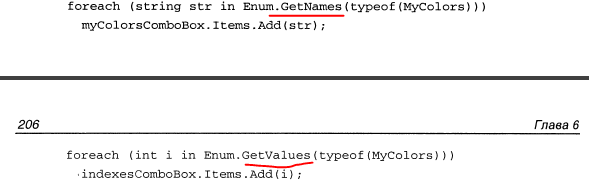 foreach (string str in Enum.GetNames(typeof(MyColors)))
myColorsComboBox.Items.Add(str);
206
Глава 6
foreach (int i in Enum.GetValues(typeof(MyColors)))
indexesComboBox.Items.Add(i);